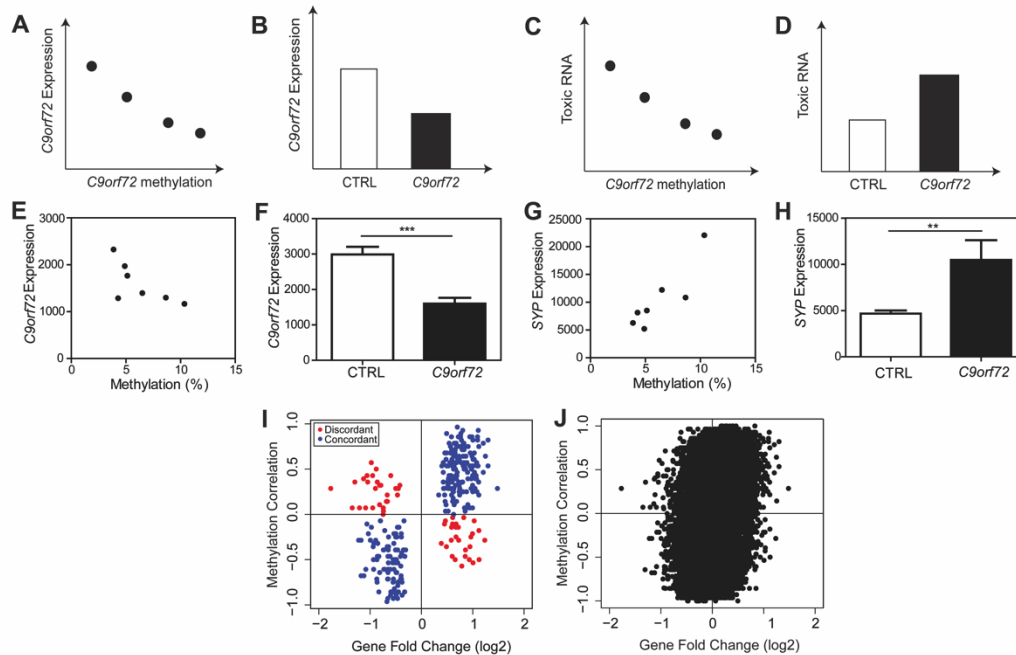 A
C9orf72 Expression
C9orf72 methylation
B
C9orf72 Expression
CTRL
C9orf72
C
Toxic RNA
C9orf72 methylation
D
Toxic RNA
CTRL
C9orf72
E
C9orf72 Expression
3000
2000
1000
0
0 5 10 15
Methylation (%)
F
C9orf72 Expression
4000
3000
2000
1000
0
***
CTRL
C9orf72
G
SYP Expression
25000
20000
15000
10000
5000
0
0 5 10 15
Methylation (%)
H
SYP Expression
15000
10000
5000
0
**
CTRL
C9orf72
I
Discordant
Concordant
Methylation Correlation
1.0
0.5
0.0
−0.5
−1.0
−2 −1 0 1 2
Gene Fold Change (log2)
J
Methylation Correlation
1.0
0.5
0.0
−0.5
−1.0
−2 −1 0 1 2
Gene Fold Change (log2)